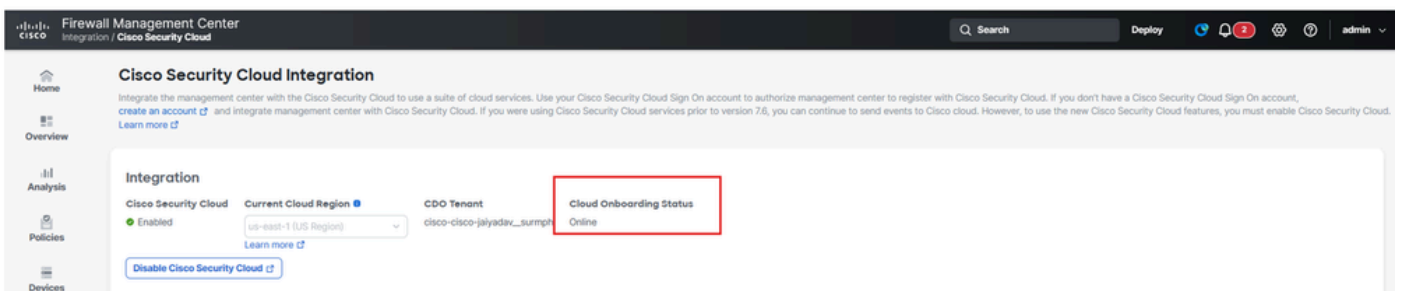 Firewall Management Center
CISCO Integration / Cisco Security Cloud
Search
Deploy
2
admin
Home
Overview
Analysis
Policies
Devices
Cisco Security Cloud Integration
Integrate the management center with the Cisco Security Cloud to use a suite of cloud services. Use your Cisco Security Cloud Sign On account to authorize management center to register with Cisco Security Cloud. If you don't have a Cisco Security Cloud Sign On account,
create an account and integrate management center with Cisco Security Cloud. If you were using Cisco Security Cloud services prior to version 7.6, you can continue to send events to Cisco cloud. However, to use the new Cisco Security Cloud features, you must enable Cisco Security Cloud.
Learn more
Integration
Cisco Security Cloud
Enabled
Current Cloud Region
us-east-1 (US Region)
Learn more
CDO Tenant
cisco-cisco-jaiyadav__surmph
Cloud Onboarding Status
Online
Disable Cisco Security Cloud